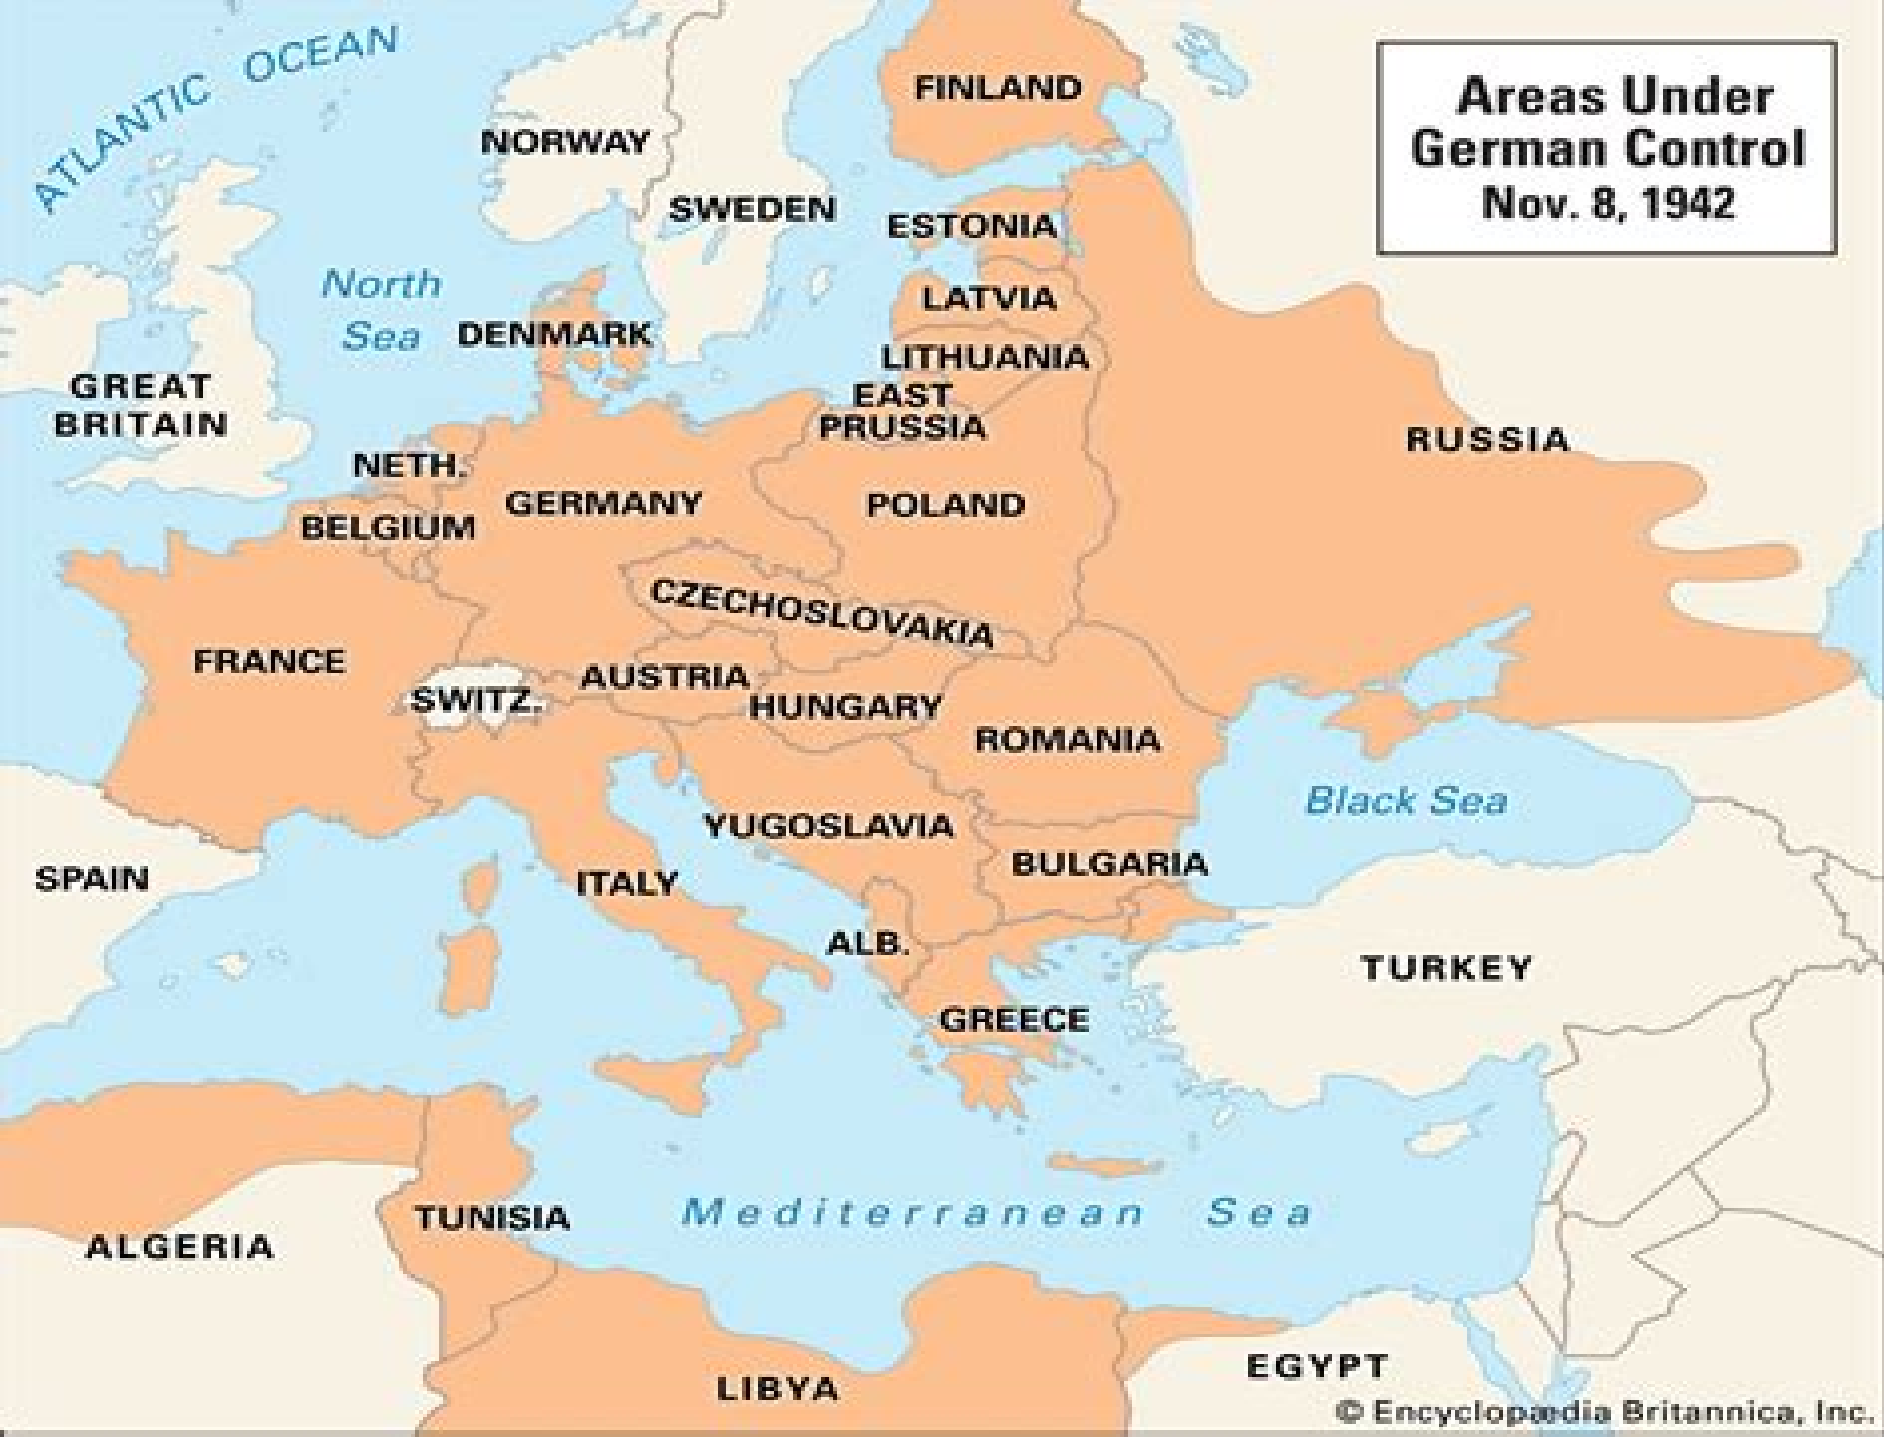 Areas Under
German Control
Nov. 8, 1942
ATLANTIC OCEAN
FINLAND
NORWAY
SWEDEN
ESTONIA
North
Sea
LATVIA
DENMARK
LITHUANIA
GREAT
BRITAIN
EAST
PRUSSIA
RUSSIA
NETH.
GERMANY
POLAND
BELGIUM
CZECHOSLOVAKIA
FRANCE
SWITZ.
AUSTRIA
HUNGARY
ROMANIA
Black Sea
YUGOSLAVIA
BULGARIA
SPAIN
ITALY
ALB.
TURKEY
GREECE
Mediterranean Sea
TUNISIA
ALGERIA
EGYPT
LIBYA
© Encyclopædia Britannica, Inc.